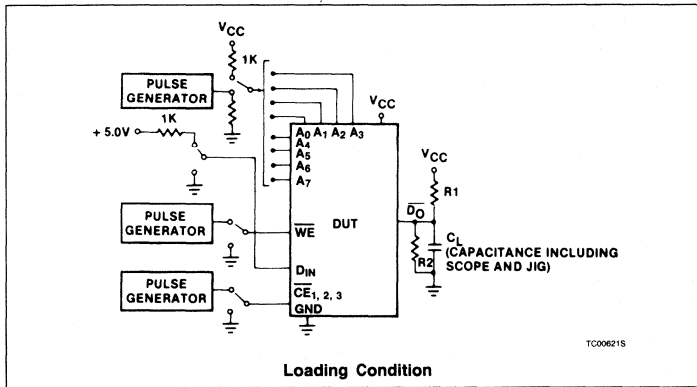 VCC
1K
PULSE
GENERATOR
VCC
1K
+ 5.0V
A0 A1 A2 A3
A4
A5
A6
A7
VCC
DO
R1
PULSE
GENERATOR
WE
DUT
R2
CL
(CAPACITANCE INCLUDING
SCOPE AND JIG)
DIN
PULSE
GENERATOR
CE1, 2, 3
GND
TC00621S
Loading Condition